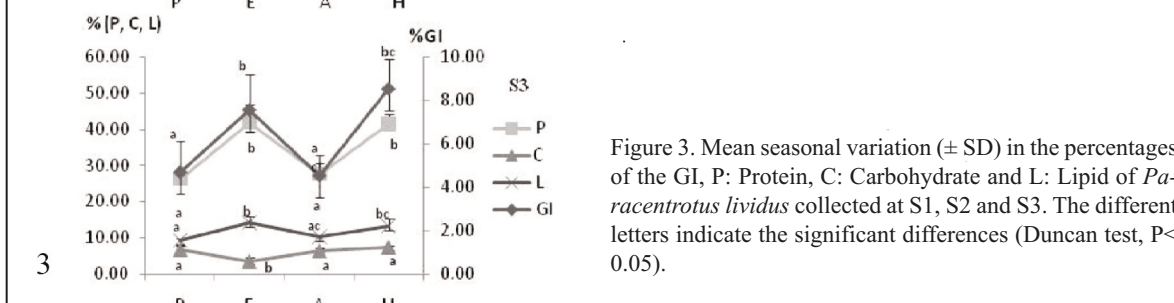 P E A H
% [P, C, L]
%GI
60.00 bc 10.00
50.00 b 8.00
S3
40.00 a b a b 6.00
P
30.00 4.00
C
20.00 a a b a ac bc 2.00
L
10.00
GI
0.00 a b a a 0.00
3
Figure 3. Mean seasonal variation (± SD) in the percentages
of the GI, P: Protein, C: Carbohydrate and L: Lipid of Pa-
racentrotus lividus collected at S1, S2 and S3. The different
letters indicate the significant differences (Duncan test, P<
0.05).